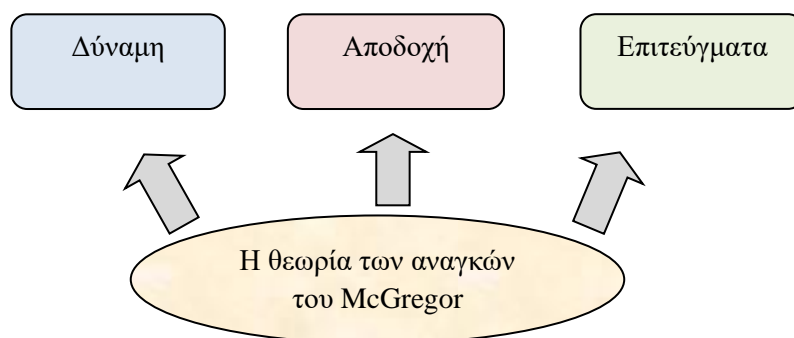 Δύναμη
Αποδοχή
Επιτεύγματα
Η θεωρία των αναγκών
του McGregor